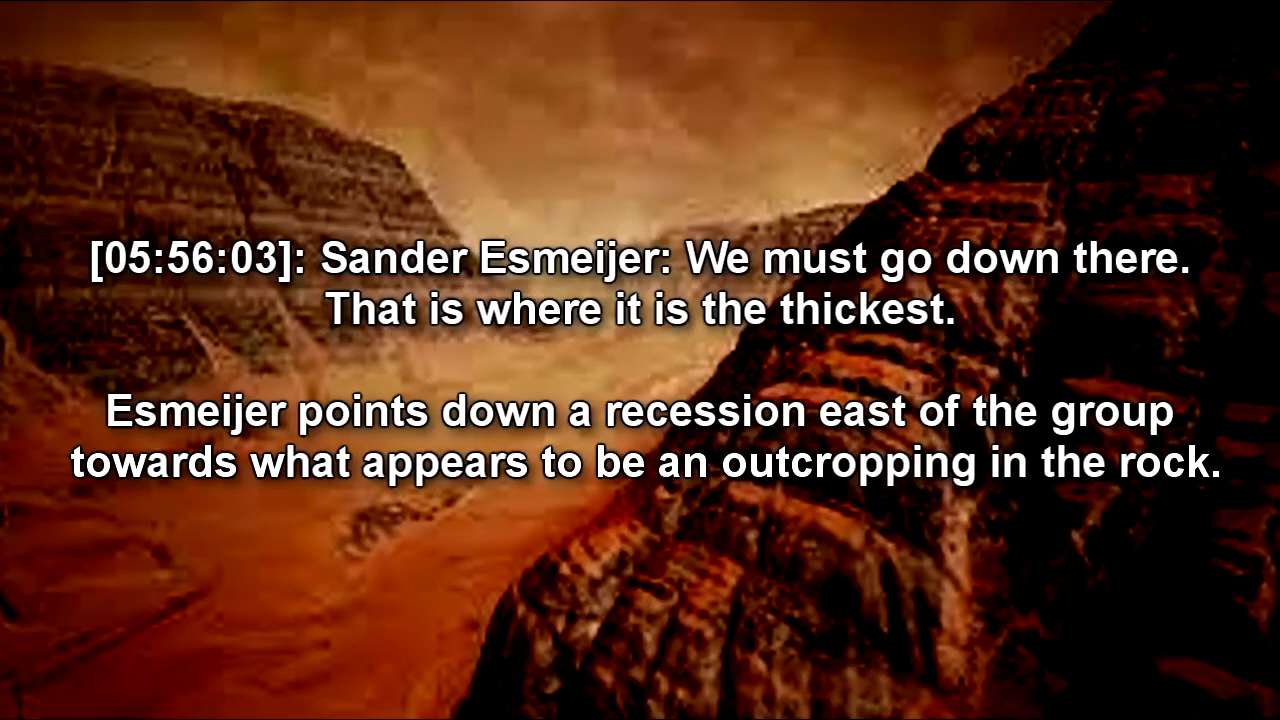 [05:56:03]: Sander Esmeijer: We must go down there.
That is where it is the thickest.
Esmeijer points down a recession east of the group
towards what appears to be an outcropping in the rock.